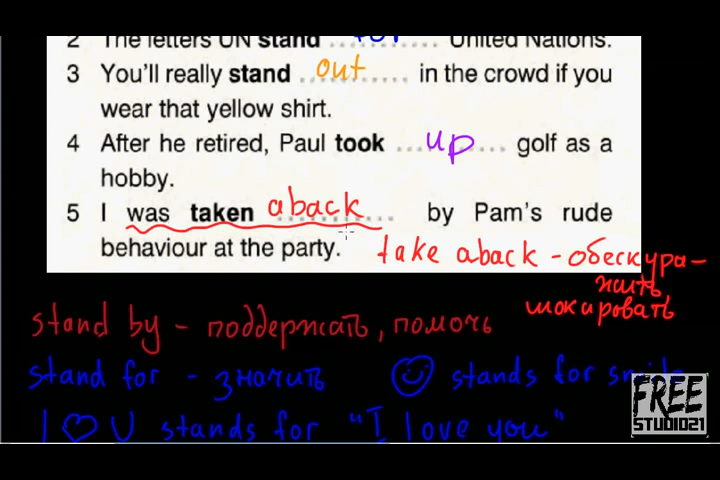 2 The letters UN stand ...for... United Nations.
3 You'll really stand ...out... in the crowd if you
wear that yellow shirt.
4 After he retired, Paul took ...up... golf as a
hobby.
5 I was taken aback by Pam's rude
behaviour at the party.
take aback - обескура-
жить
шокировать
stand by - поддержать, помочь
stand for - значить ☺ stands for smile
I ♡ U stands for "I love you"
FREE
STUDIO21